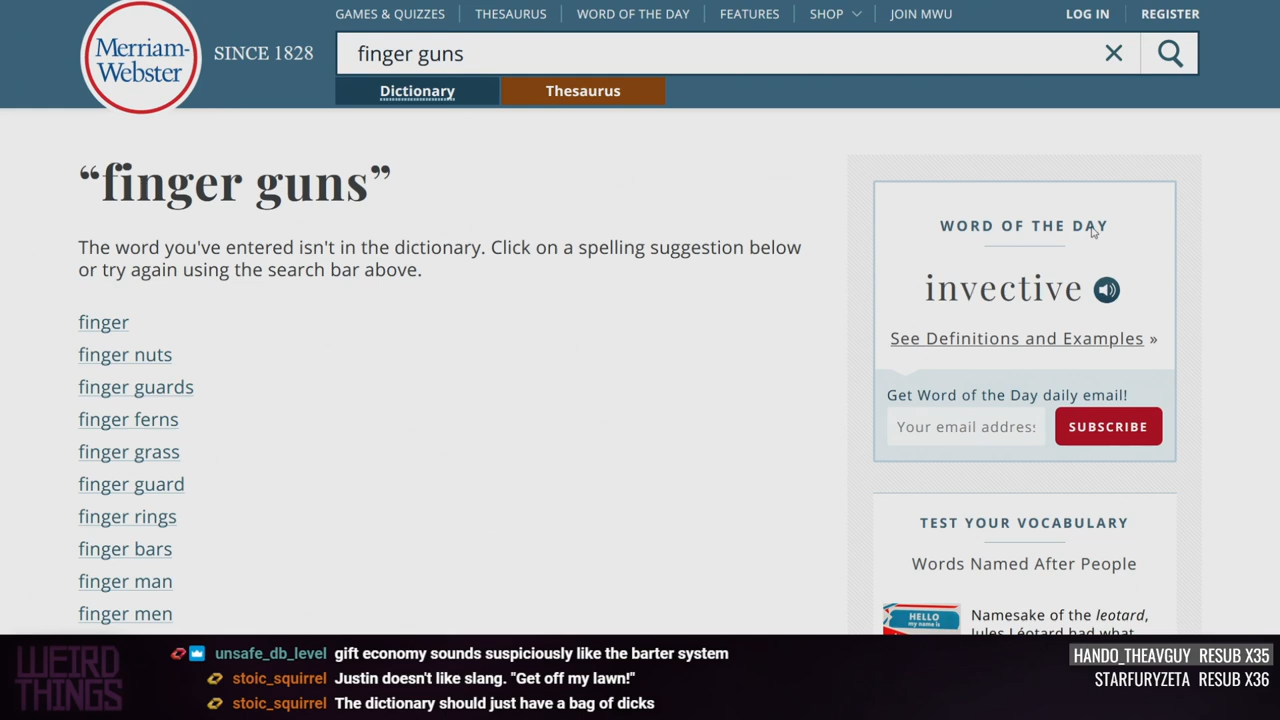 GAMES & QUIZZES THESAURUS WORD OF THE DAY FEATURES SHOP JOIN MWU LOG IN REGISTER
Merriam-
Webster
SINCE 1828
finger guns
Dictionary Thesaurus
“finger guns”
The word you've entered isn't in the dictionary. Click on a spelling suggestion below
or try again using the search bar above.
finger
finger nuts
finger guards
finger ferns
finger grass
finger guard
finger rings
finger bars
finger man
finger men
WORD OF THE DAY
invective
See Definitions and Examples »
Get Word of the Day daily email!
Your email address
SUBSCRIBE
TEST YOUR VOCABULARY
Words Named After People
HELLO
my name is
Namesake of the leotard,
Jules Léotard had what
WEIRD
THINGS
unsafe_db_level gift economy sounds suspiciously like the barter system
stoic_squirrel Justin doesn't like slang. "Get off my lawn!"
stoic_squirrel The dictionary should just have a bag of dicks
HANDO_THEAVGUY RESUB X35
STARFURYZETA RESUB X36